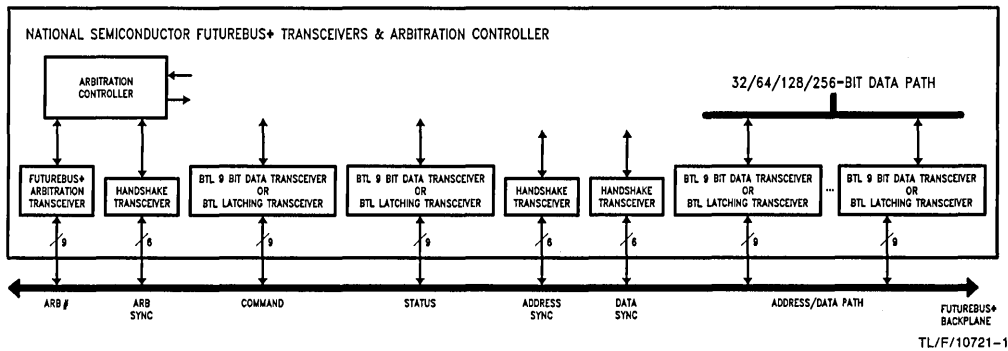 NATIONAL SEMICONDUCTOR FUTUREBUS+ TRANSCEIVERS & ARBITRATION CONTROLLER
ARBITRATION
CONTROLLER
32/64/128/256-BIT DATA PATH
FUTUREBUS+
ARBITRATION
TRANSCEIVER
HANDSHAKE
TRANSCEIVER
BTL 9 BIT DATA TRANSCEIVER
OR
BTL LATCHING TRANSCEIVER
BTL 9 BIT DATA TRANSCEIVER
OR
BTL LATCHING TRANSCEIVER
HANDSHAKE
TRANSCEIVER
HANDSHAKE
TRANSCEIVER
BTL 9 BIT DATA TRANSCEIVER
OR
BTL LATCHING TRANSCEIVER
...
BTL 9 BIT DATA TRANSCEIVER
OR
BTL LATCHING TRANSCEIVER
9
6
9
9
6
6
9
9
ARB #
ARB
SYNC
COMMAND
STATUS
ADDRESS
SYNC
DATA
SYNC
ADDRESS/DATA PATH
FUTUREBUS+
BACKPLANE
TL/F/10721-1